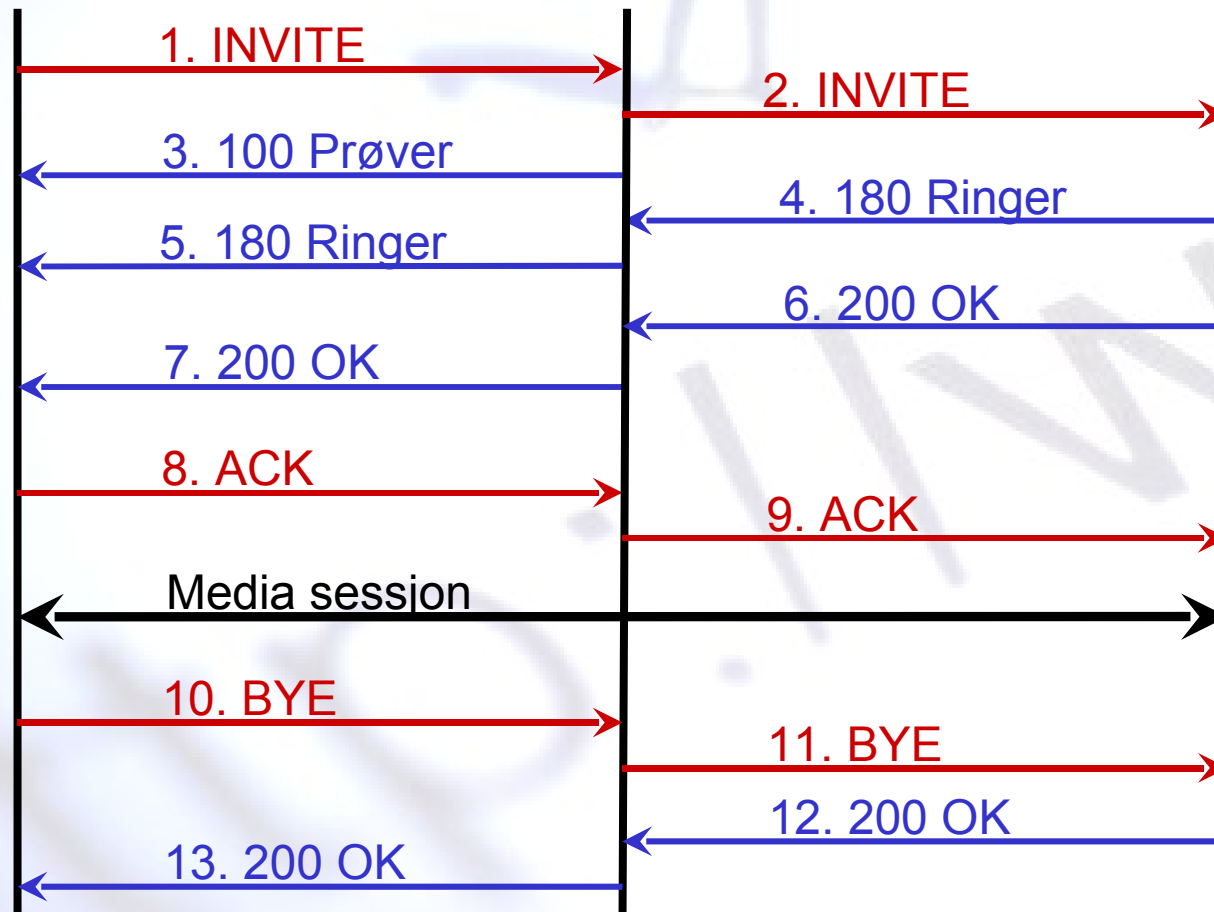 1. INVITE
2. INVITE
3. 100 Prøver
4. 180 Ringer
5. 180 Ringer
6. 200 OK
7. 200 OK
8. ACK
9. ACK
Media sesjon
10. BYE
11. BYE
12. 200 OK
13. 200 OK